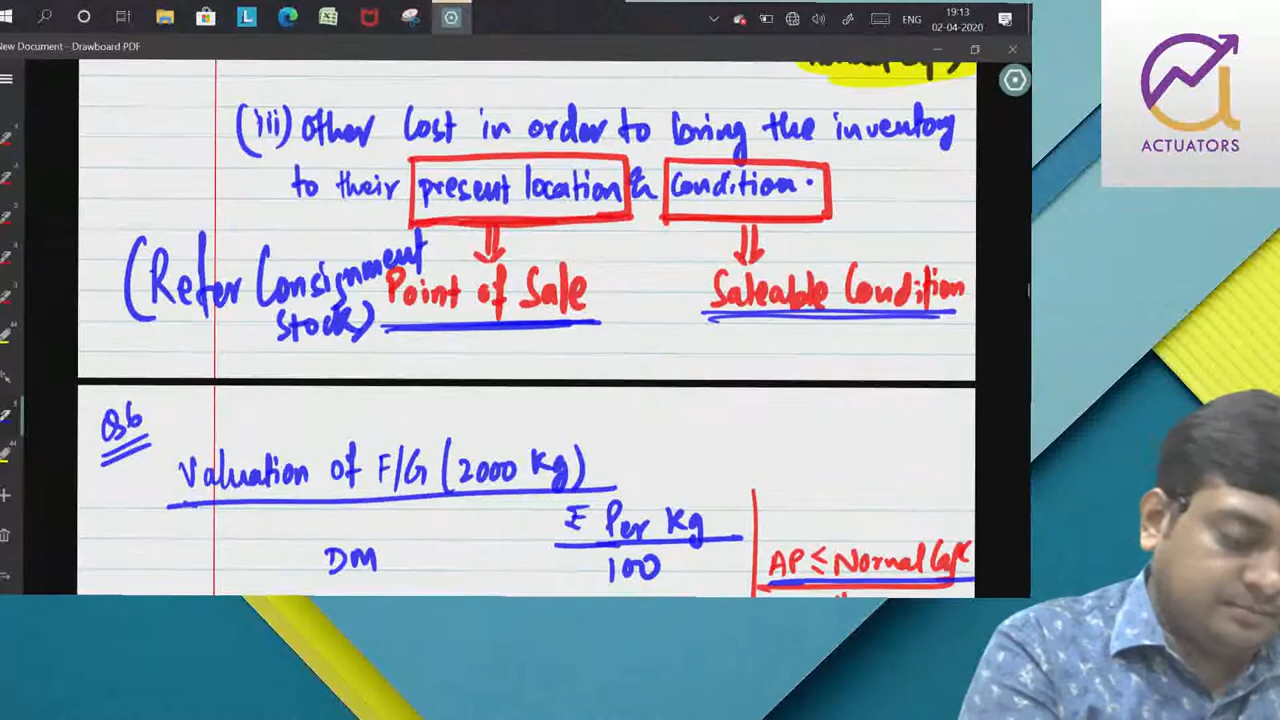 ENG
19:13
02-04-2020
New Document - Drawboard PDF
ACTUATORS
(iii) Other Cost in order to bring the inventory
to their present location & Condition.
(Refer Consignment
Stock)
Point of Sale
Saleable Condition
Valuation of F/G (2000 Kg)
₹ Per Kg
DM
100
AP ≤ Normal Cap